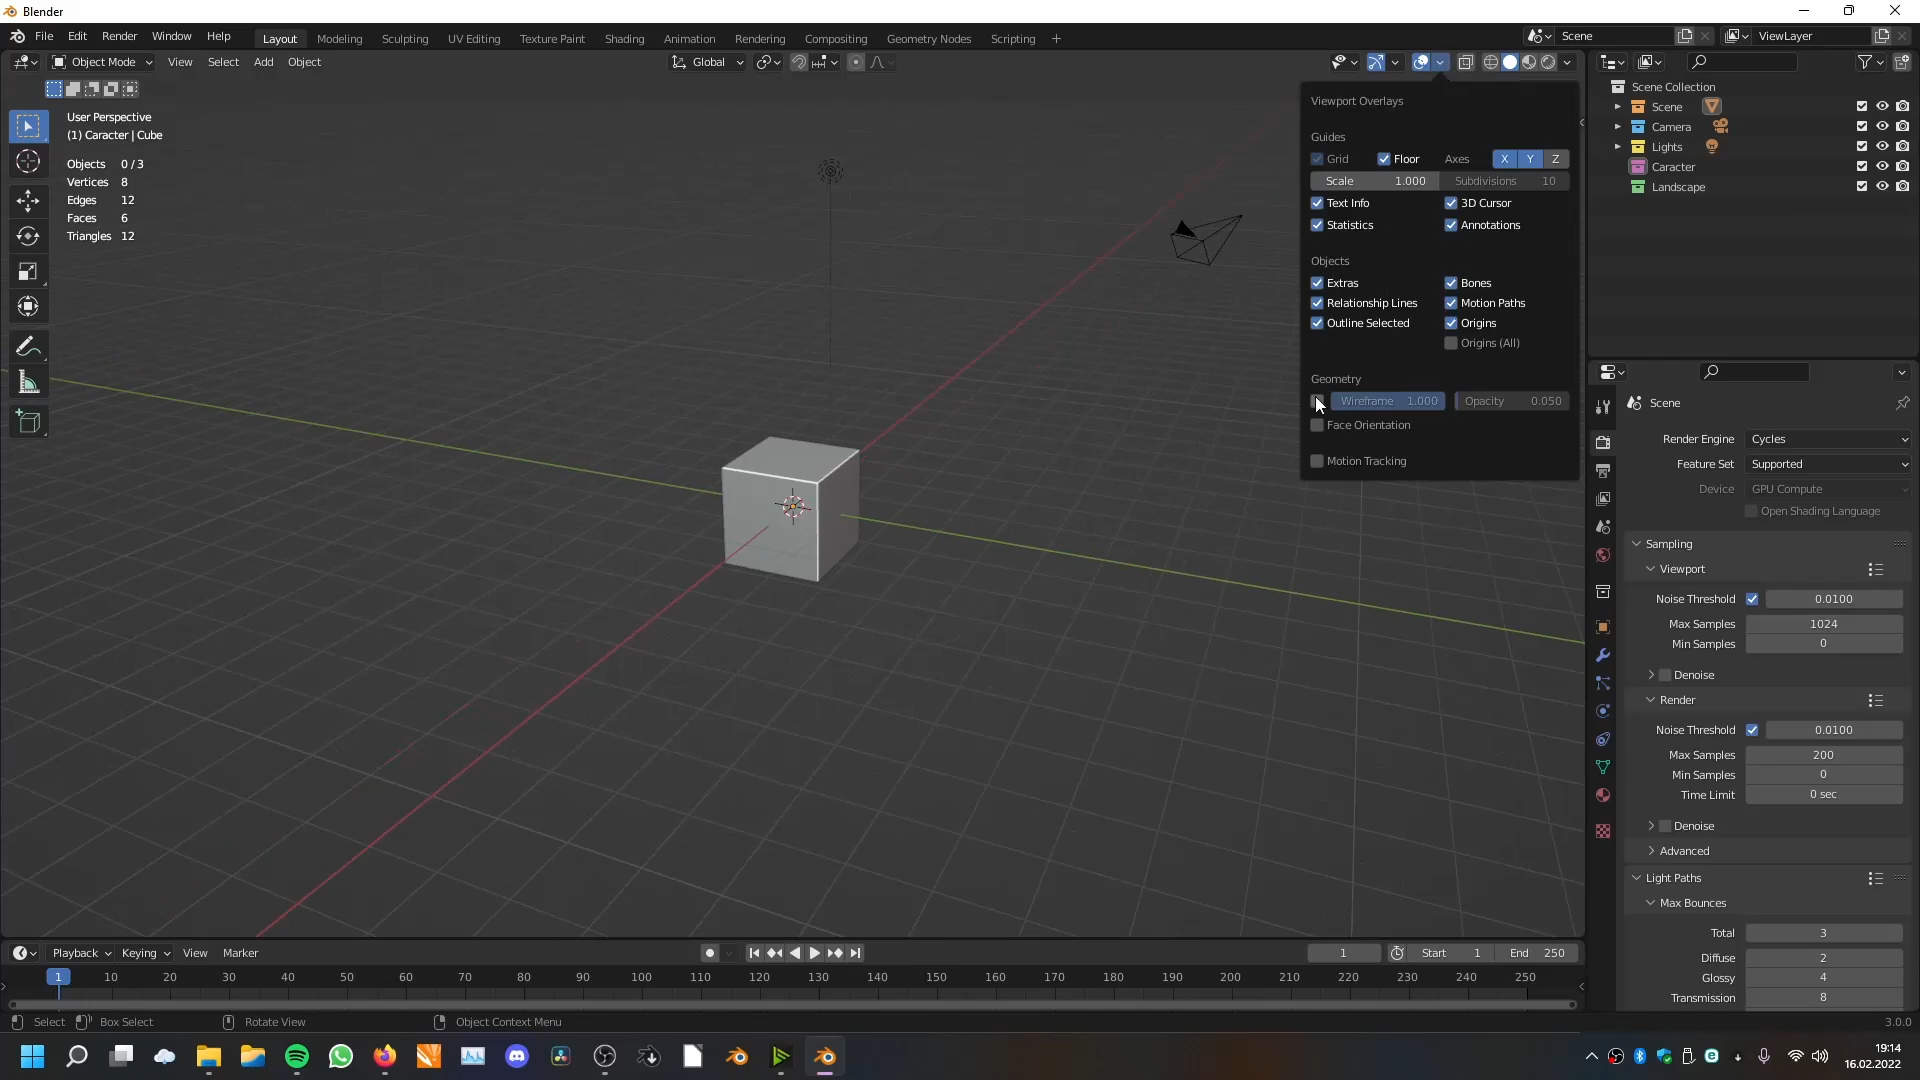 Blender
File Edit Render Window Help Layout Modeling Sculpting UV Editing Texture Paint Shading Animation Rendering Compositing Geometry Nodes Scripting + Scene ViewLayer
Object Mode View Select Add Object Global
User Perspective
(1) Caracter | Cube
Objects 0/3
Vertices 8
Edges 12
Faces 6
Triangles 12
Viewport Overlays
Guides
Grid Floor Axes X Y Z
Scale 1.000 Subdivisions 10
Text Info 3D Cursor
Statistics Annotations
Objects
Extras Bones
Relationship Lines Motion Paths
Outline Selected Origins
Origins (All)
Geometry
Wireframe 1.000 Opacity 0.050
Face Orientation
Motion Tracking
Scene Collection
Scene
Camera
Lights
Caracter
Landscape
Scene
Render Engine Cycles
Feature Set Supported
Device GPU Compute
Open Shading Language
Sampling
Viewport
Noise Threshold 0.0100
Max Samples 1024
Min Samples 0
Denoise
Render
Noise Threshold 0.0100
Max Samples 200
Min Samples 0
Time Limit 0 sec
Denoise
Advanced
Light Paths
Max Bounces
Total 3
Diffuse 2
Glossy 4
Transmission 8
Playback Keying View Marker 1 Start 1 End 250
1 10 20 30 40 50 60 70 80 90 100 110 120 130 140 150 160 170 180 190 200 210 220 230 240 250
Select Box Select Rotate View Object Context Menu 3.0.0
19:14
16.02.2022